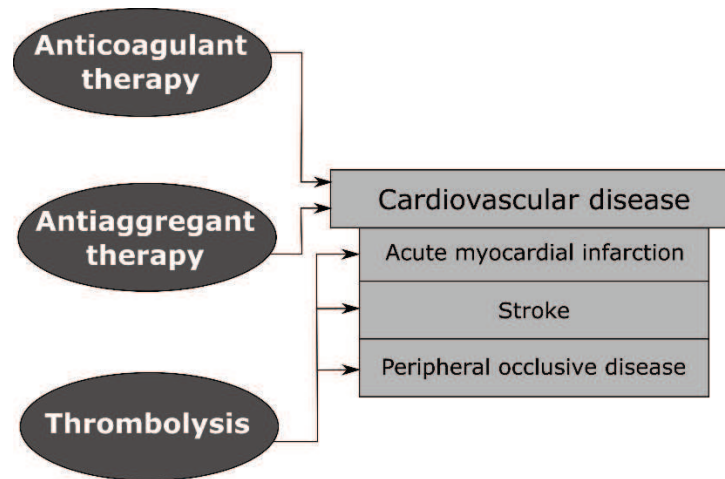 Anticoagulant
therapy
Antiaggregant
therapy
Thrombolysis
Cardiovascular disease
Acute myocardial infarction
Stroke
Peripheral occlusive disease